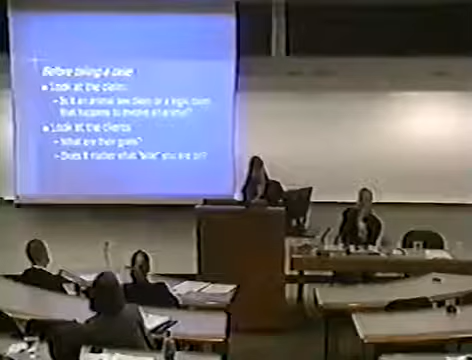 Before taking a case
Look at the claim:
- Is it an animal law claim or a legal claim
that happens to involve an animal?
Look at the clients
- What are their goals?
- Does it matter what "side" you are on?